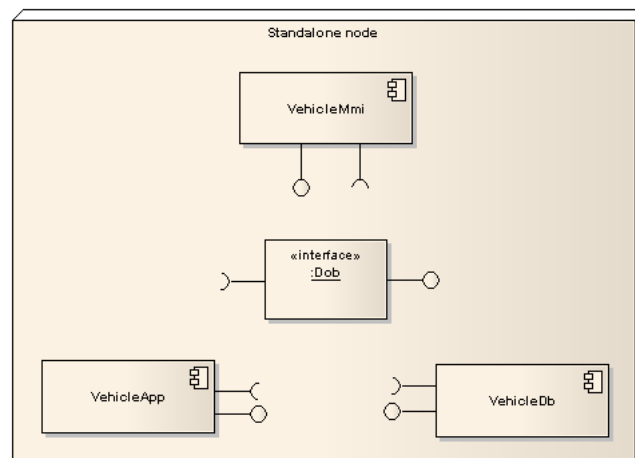 Standalone node
VehicleMmi
«interface»
:Dob
VehicleApp
VehicleDb